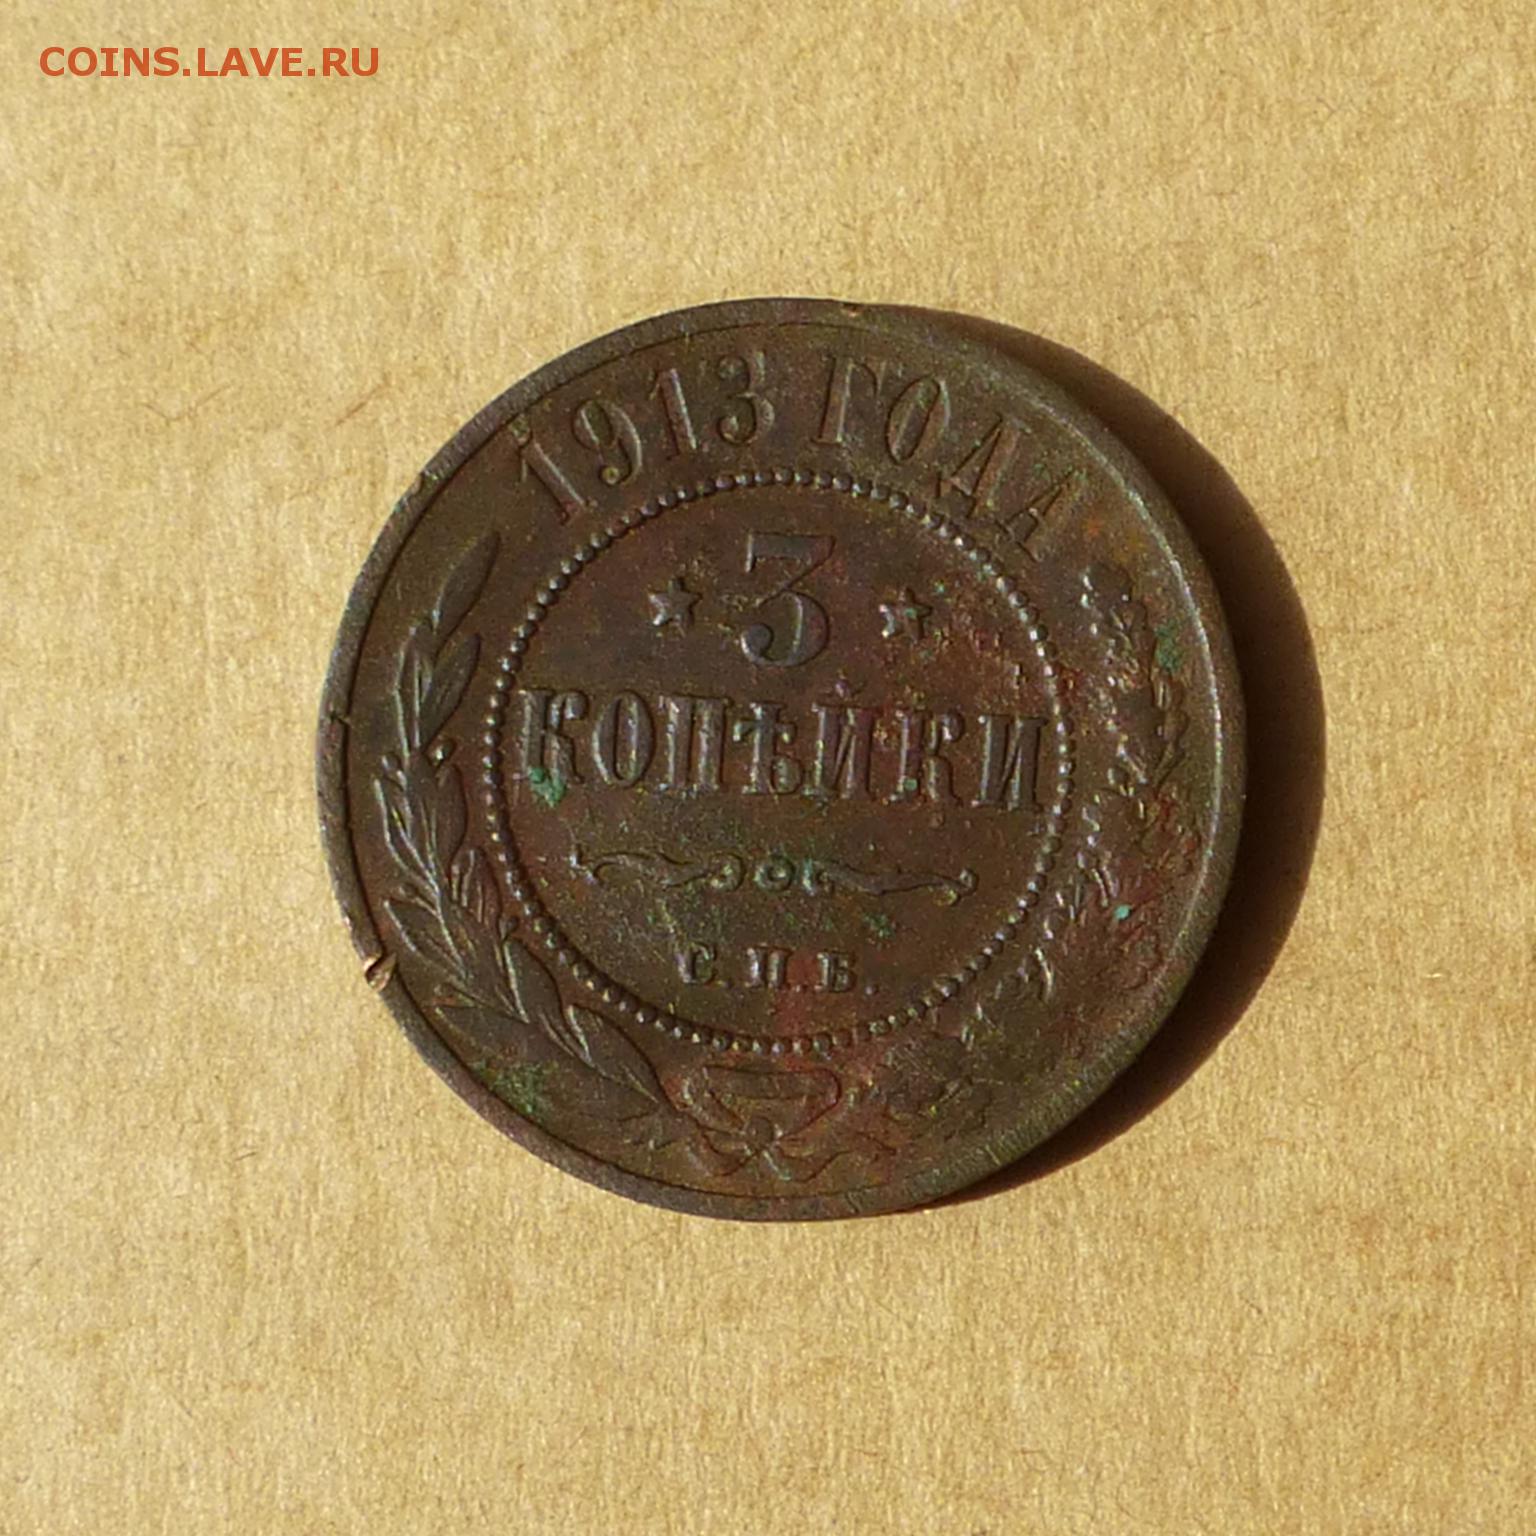 COINS.LAVE.RU
1913 ГОДА
3
КОПѢЙКИ
С.П.Б.